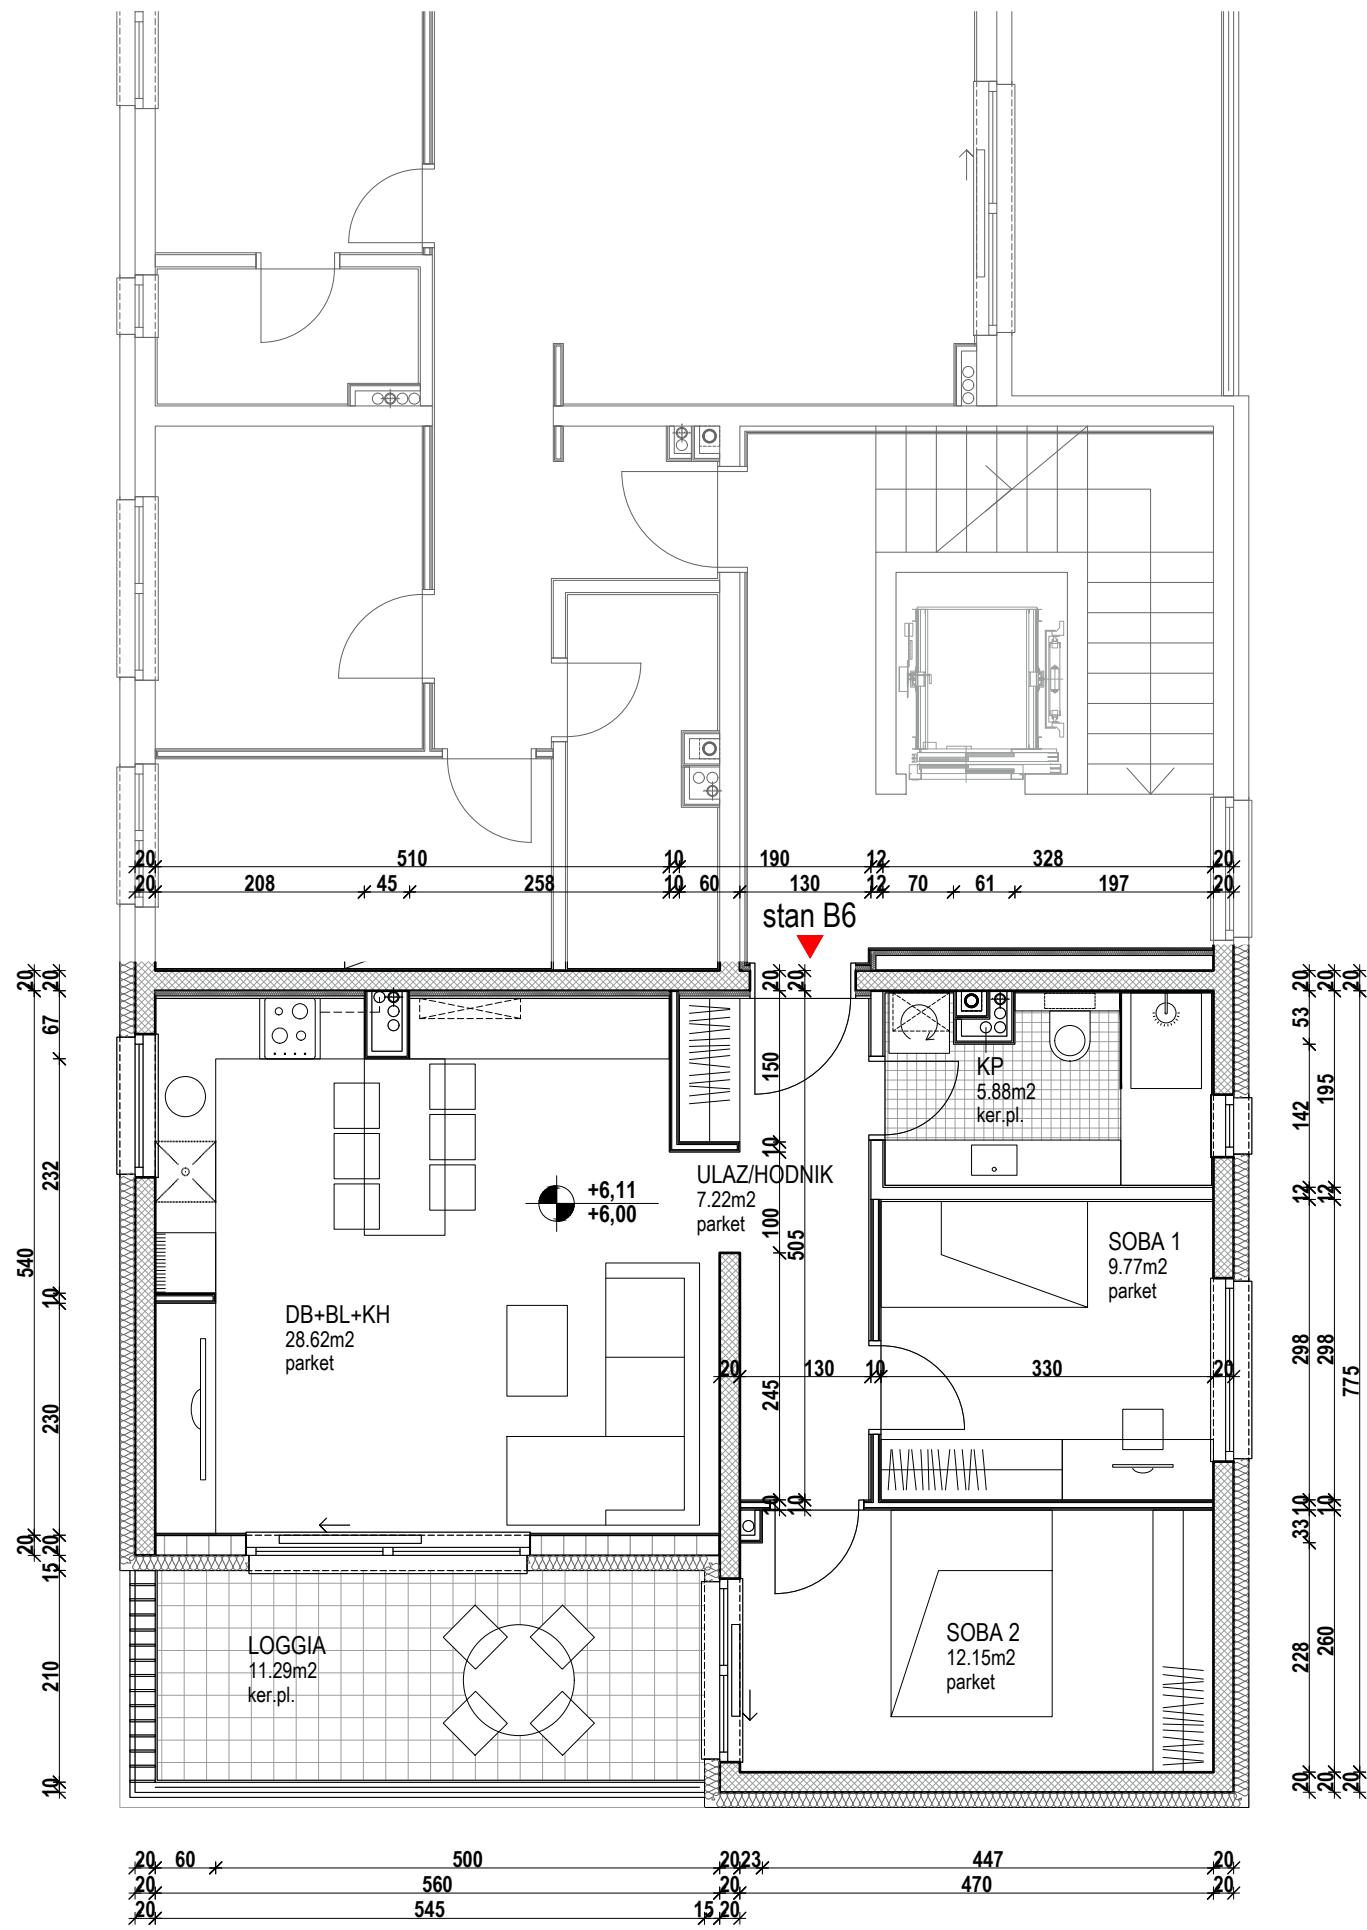 20 510 10 190 12 328 20
20 208 45 258 10 60 130 12 70 61 197 20
stan B6
20 20 20 20 20 20 20
67 53
150 195
KP
5.88m2
ker.pl.
142
10
232
ULAZ/HODNIK
7.22m2
parket
+6,11
+6,00
12 12
100
505
540
SOBA 1
9.77m2
parket
10
DB+BL+KH
28.62m2
parket
20 130 10 330 20
298 298
775
245
230
10 10 10 10
33
20 20
15
LOGGIA
11.29m2
ker.pl.
SOBA 2
12.15m2
parket
210
228 260
10
20 20 20
20 60 500 20 23 447 20
20 560 20 470 20
20 545 15 20